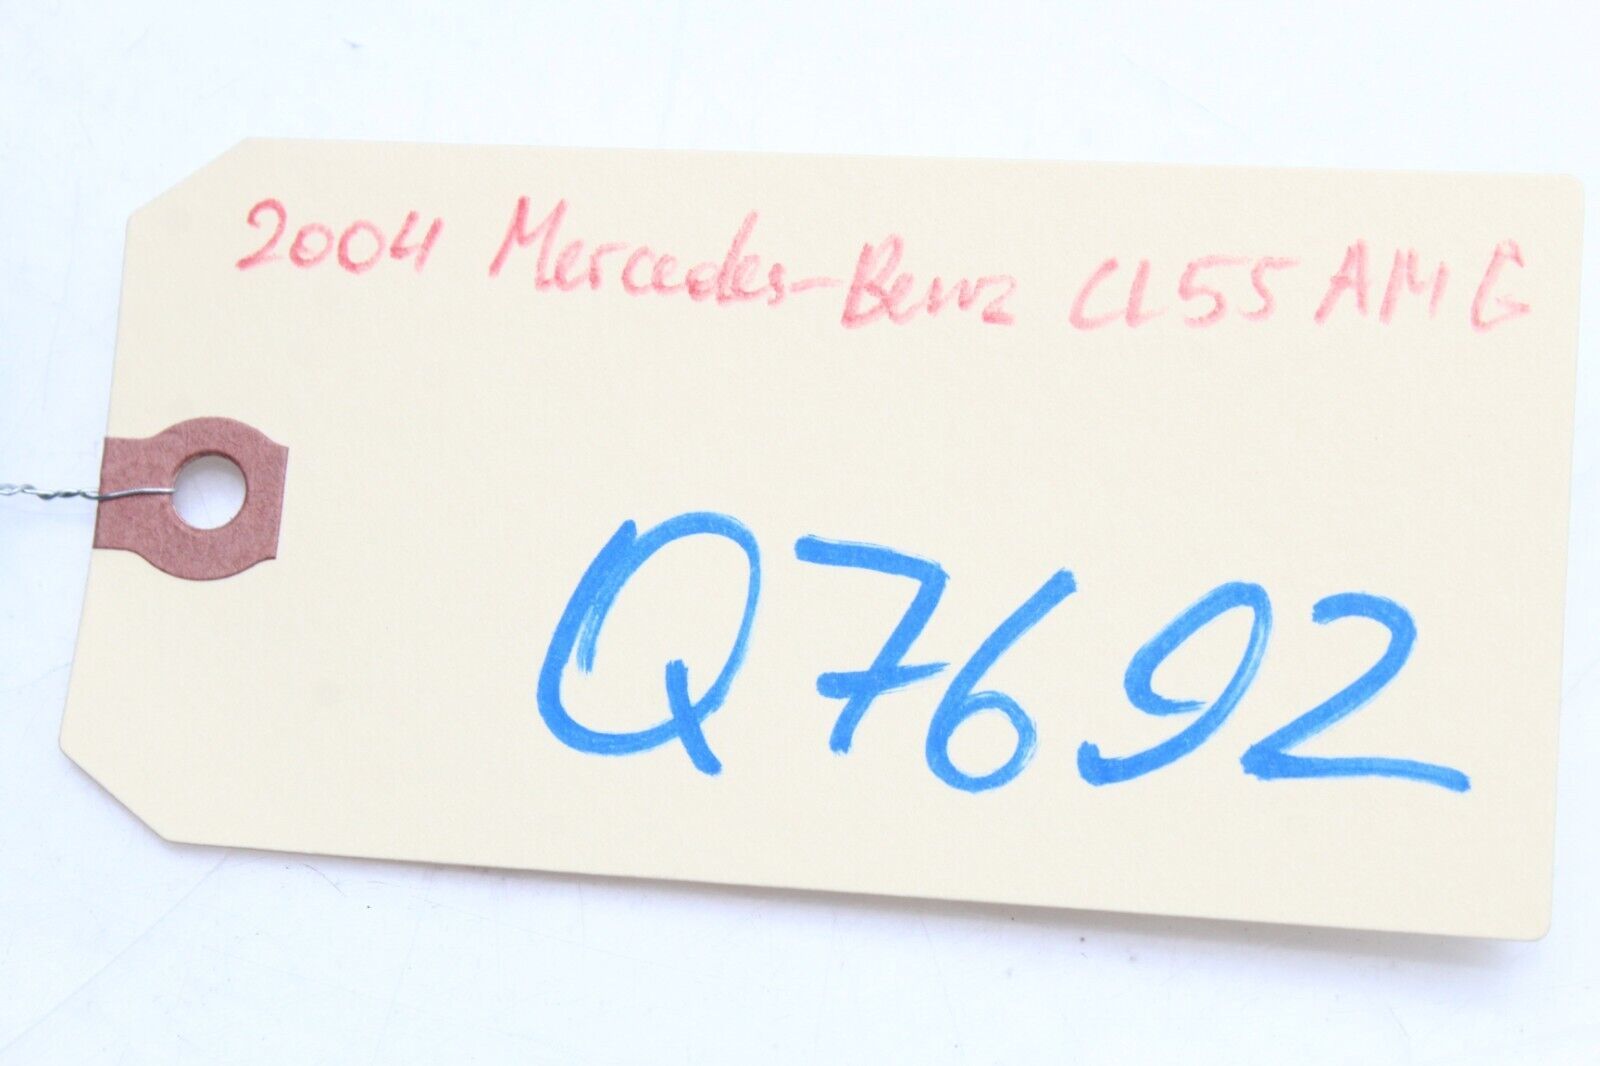 2004 Mercedes-Benz CL55 AMG
Q7692